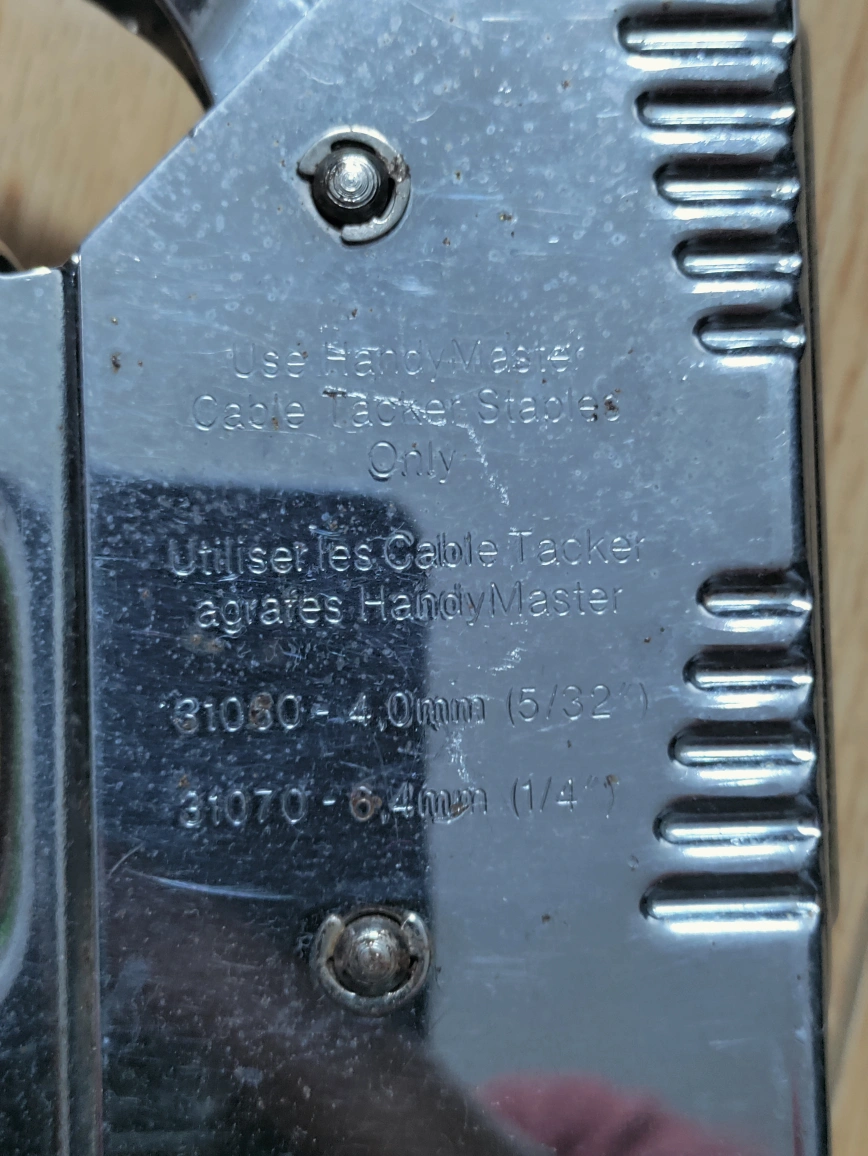 Use HandyMaster
Cable Tacker Staples
Only
Utiliser les Cable Tacker
agrafes HandyMaster
31060 - 4,0mm (5/32")
31070 - 6,4mm (1/4")